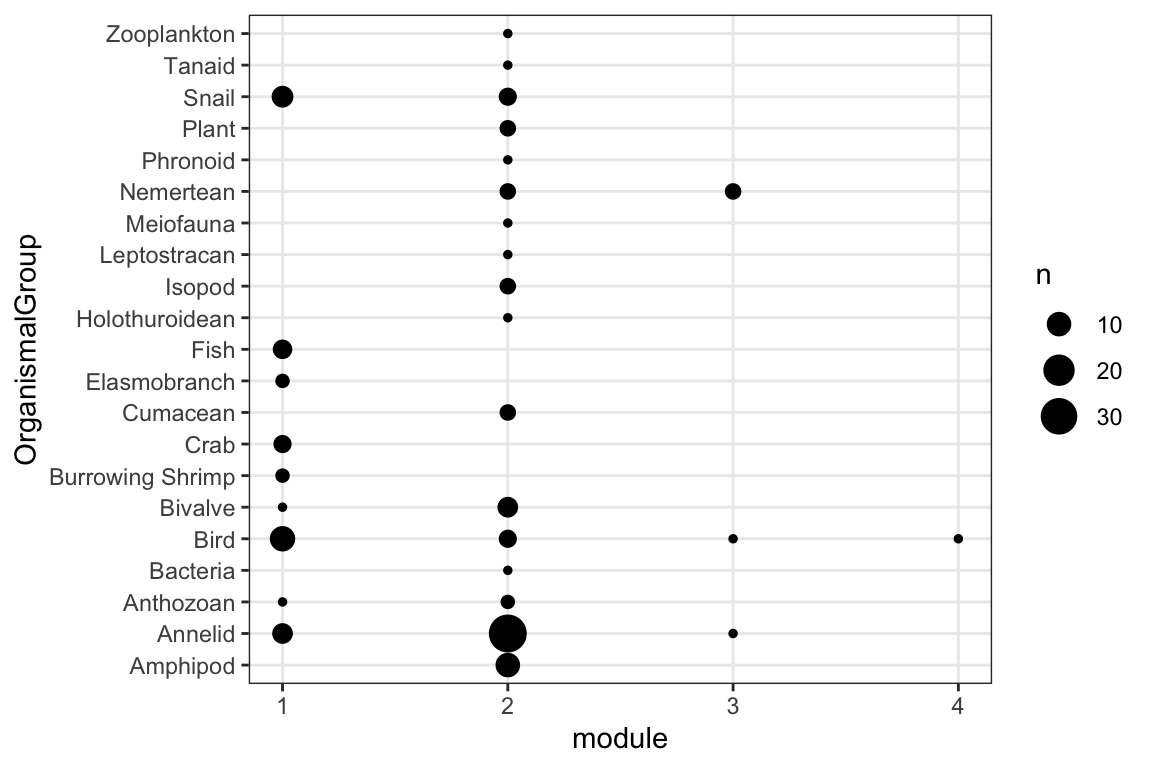 Zooplankton
Tanaid
Snail
Plant
Phronoid
Nemertean
Meiofauna
Leptostracan
Isopod
Holothuroidean
Fish
Elasmobranch
Cumacean
Crab
Burrowing Shrimp
Bivalve
Bird
Bacteria
Anthozoan
Annelid
Amphipod
OrganismalGroup
1 2 3 4
module
n
10
20
30